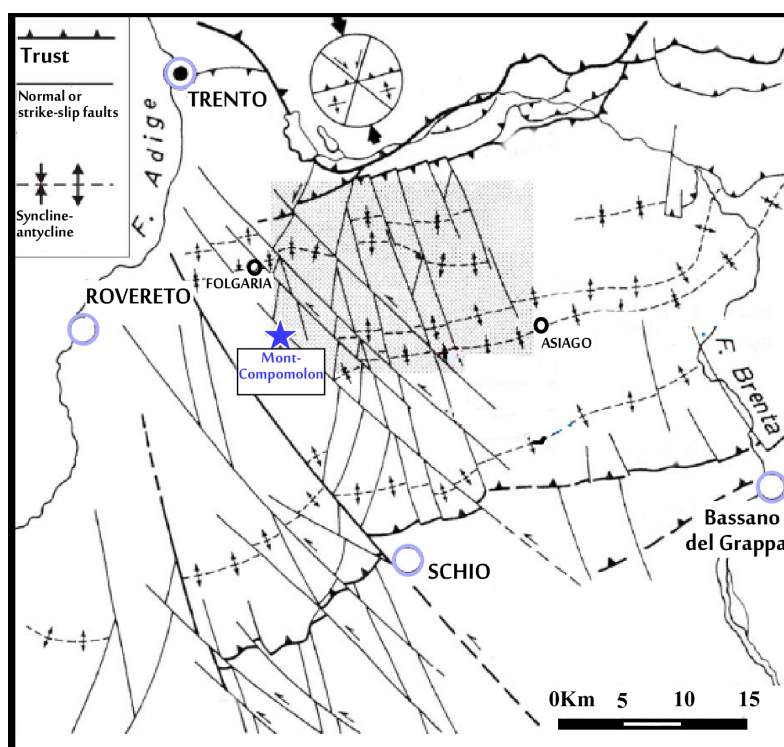 Trust
Normal or
strike-slip faults
Syncline-
antycline
TRENTO
F. Adige
FOLGARIA
ROVERETO
Mont-
Compomolon
ASIAGO
F. Brenta
Bassano
del Grappa
SCHIO
0Km 5 10 15